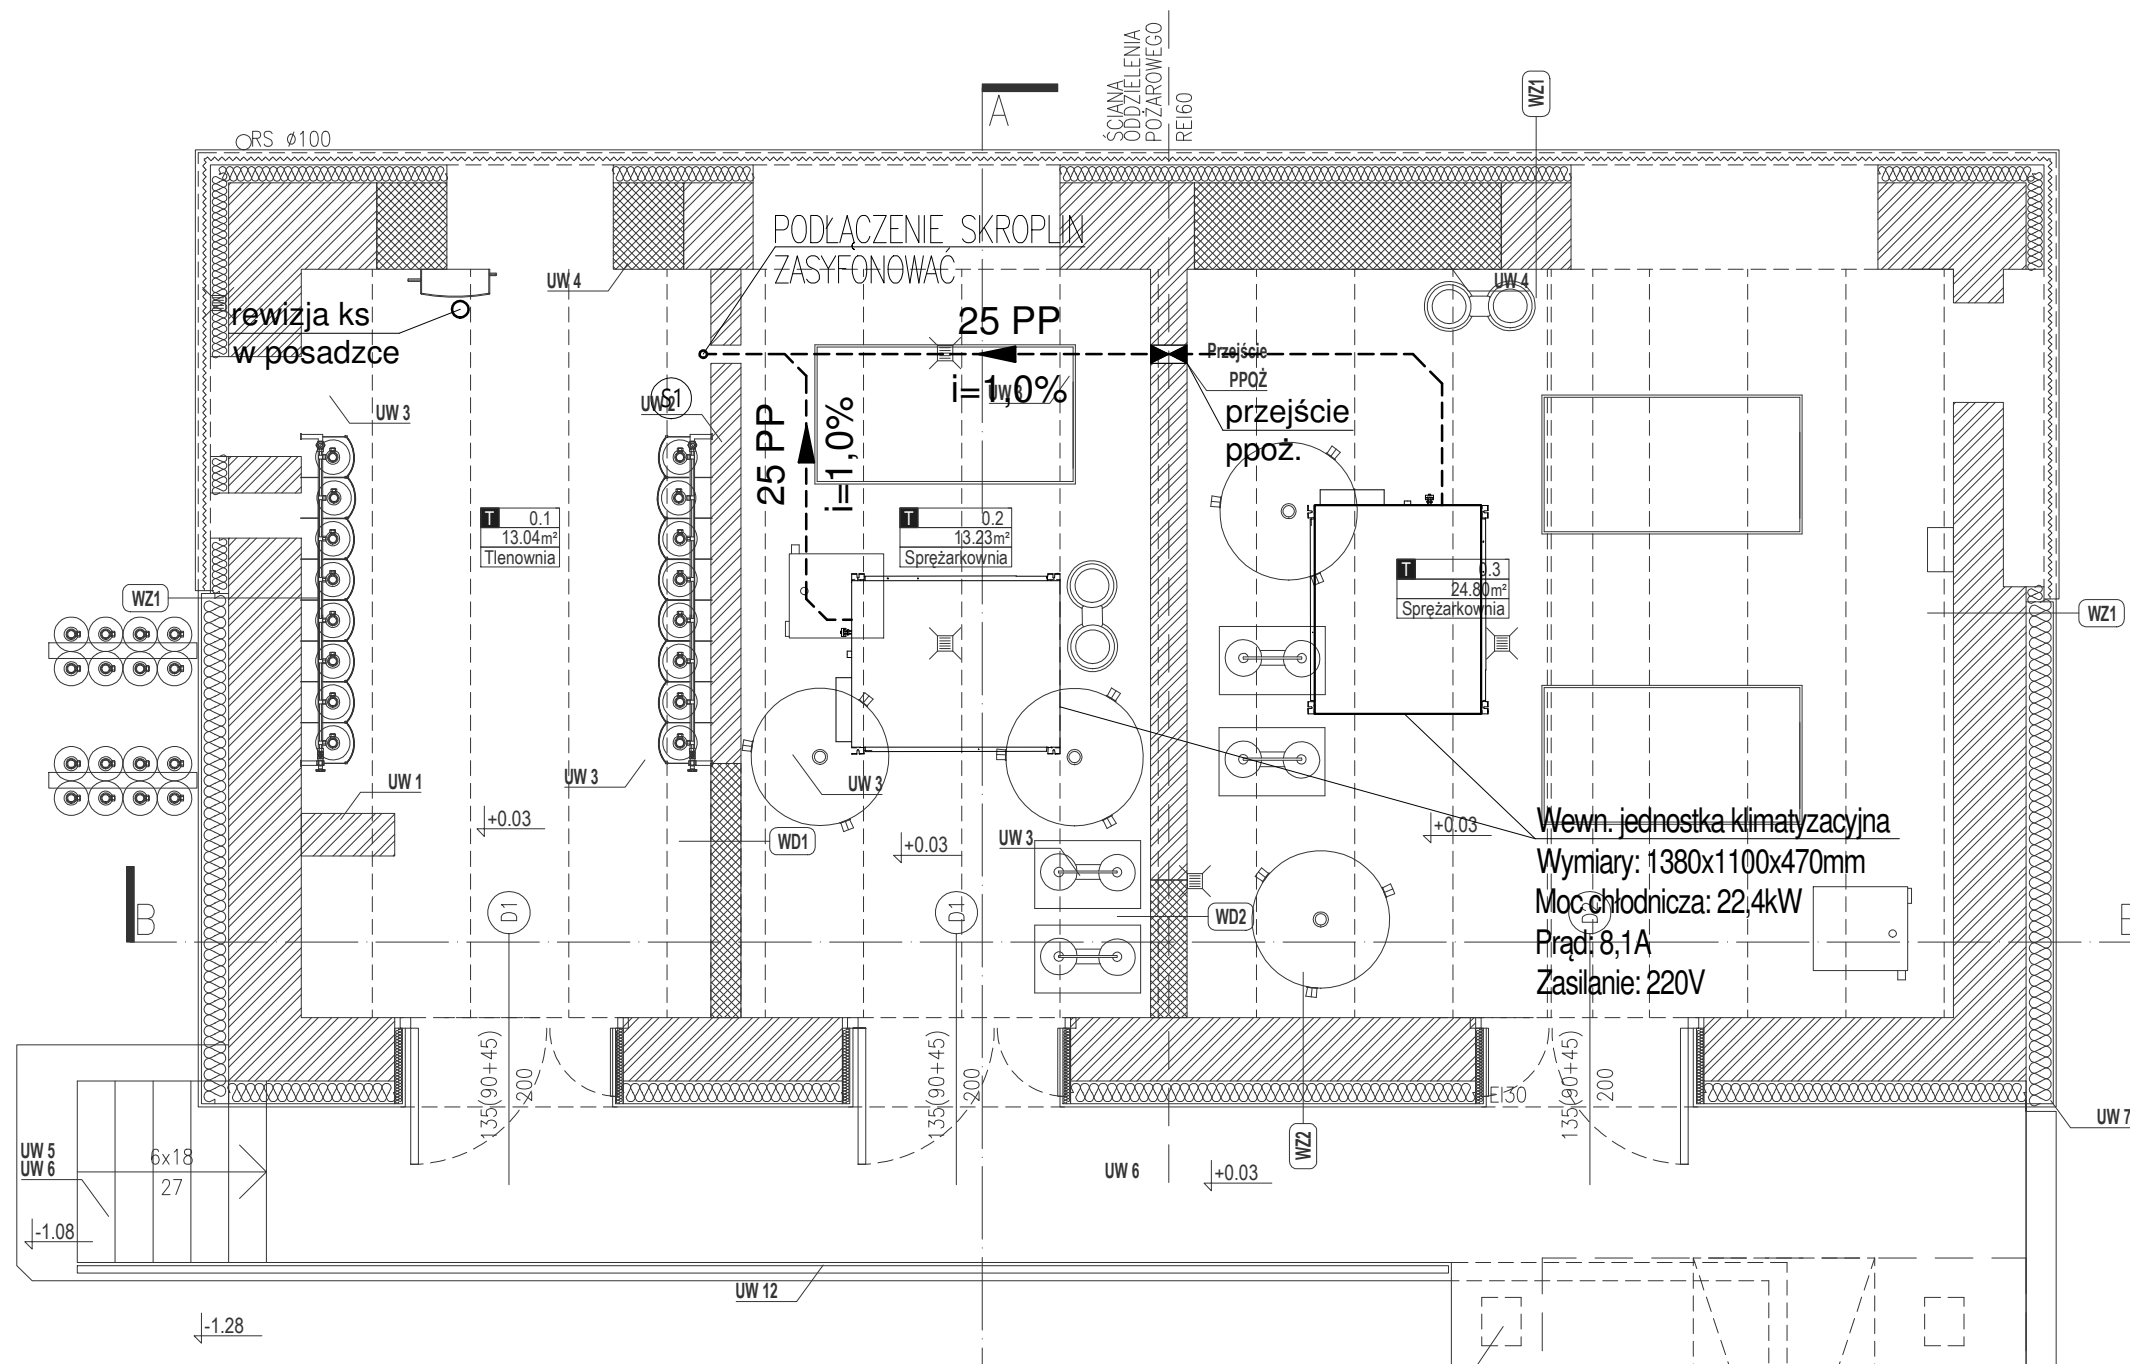 RS ø100
A
ŚCIANA
ODDZIELENIA
POŻAROWEGO
REI60
WZ1
PODŁĄCZENIE SKROPLIN
ZASYFONOWAĆ
UW 4
UW 4
rewizja ks
w posadzce
25 PP
i=1,0%
UW 3
Przejście
PPOŻ
przejście
ppoż.
UW 3
UW 2
S1
25 PP
i=1,0%
T 0.1
13.04m²
Tlenownia
T 0.2
13.23m²
Sprężarkownia
T 0.3
24.80m²
Sprężarkownia
WZ1
WZ1
UW 1
UW 3
UW 3
+0.03
WD1
+0.03
UW 3
+0.03
Wewn. jednostka klimatyzacyjna
Wymiary: 1380x1100x470mm
Moc chłodnicza: 22,4kW
Prąd: 8,1A
Zasilanie: 220V
B
D1
D1
WD2
135(90+45)
200
135(90+45)
200
EI30
135(90+45)
200
UW 7
WZ2
UW 5
UW 6
6x18
27
UW 6
+0.03
-1.08
UW 12
-1.28